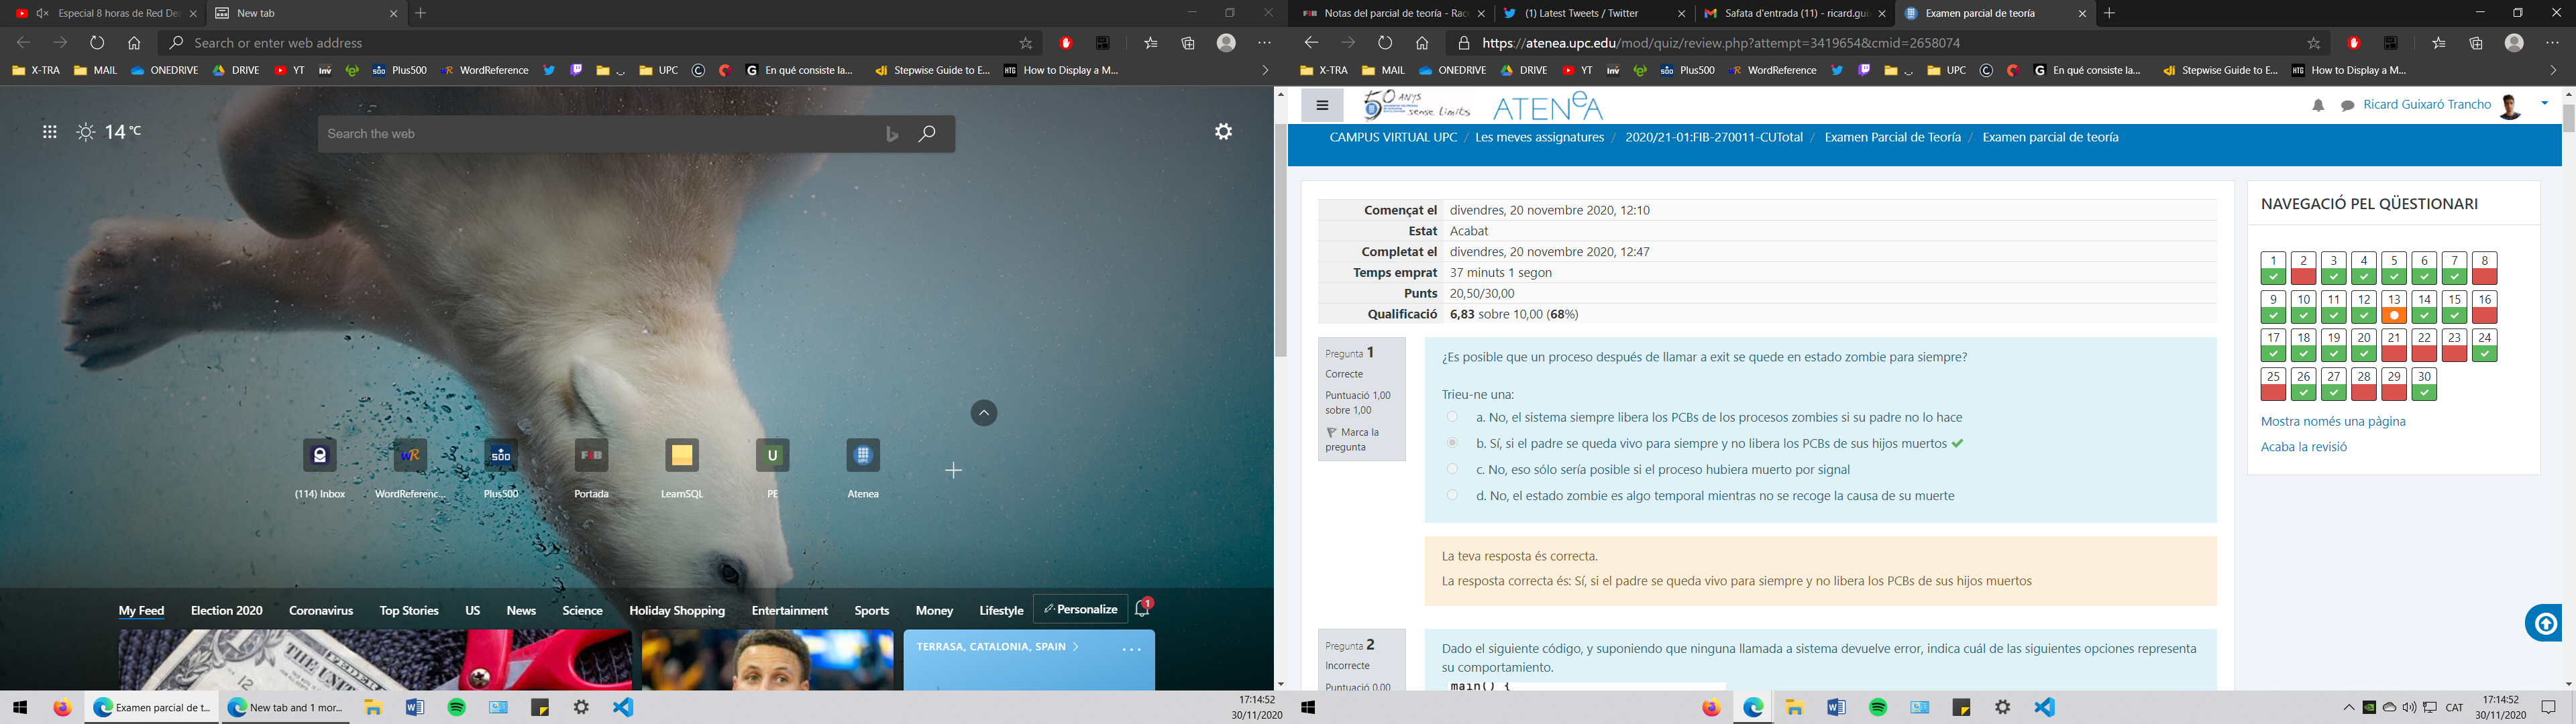 Especial 8 horas de Red De
New tab
Search or enter web address
X-TRA MAIL ONEDRIVE DRIVE YT inv Plus500 WordReference UPC En qué consiste la... Stepwise Guide to E... HTG How to Display a M...
14 °C
Search the web
(114) Inbox
WordReferenc...
Plus500
Portada
LearnSQL
PE
Atenea
My Feed Election 2020 Coronavirus Top Stories US News Science Holiday Shopping Entertainment Sports Money Lifestyle Personalize 1
TERRASA, CATALONIA, SPAIN
Examen parcial de t...
New tab and 1 mor...
17:14:52
30/11/2020
Notas del parcial de teoría - Rac
(1) Latest Tweets / Twitter
Safata d'entrada (11) - ricard.gui
Examen parcial de teoría
https://atenea.upc.edu/mod/quiz/review.php?attempt=3419654&cmid=2658074
X-TRA MAIL ONEDRIVE DRIVE YT inv Plus500 WordReference UPC En qué consiste la... Stepwise Guide to E... HTG How to Display a M...
50 ANYS
sense límits
ATENEA
Ricard Guixaró Trancho
CAMPUS VIRTUAL UPC / Les meves assignatures / 2020/21-01:FIB-270011-CUTotal / Examen Parcial de Teoría / Examen parcial de teoría
Començat el divendres, 20 novembre 2020, 12:10
Estat Acabat
Completat el divendres, 20 novembre 2020, 12:47
Temps emprat 37 minuts 1 segon
Punts 20,50/30,00
Qualificació 6,83 sobre 10,00 (68%)
Pregunta 1
Correcte
Puntuació 1,00
sobre 1,00
Marca la
pregunta
¿Es posible que un proceso después de llamar a exit se quede en estado zombie para siempre?
Trieu-ne una:
a. No, el sistema siempre libera los PCBs de los procesos zombies si su padre no lo hace
b. Sí, si el padre se queda vivo para siempre y no libera los PCBs de sus hijos muertos
c. No, eso sólo sería posible si el proceso hubiera muerto por signal
d. No, el estado zombie es algo temporal mientras no se recoge la causa de su muerte
La teva resposta és correcta.
La resposta correcta és: Sí, si el padre se queda vivo para siempre y no libera los PCBs de sus hijos muertos
Pregunta 2
Incorrecte
Puntuació 0,00
Dado el siguiente código, y suponiendo que ninguna llamada a sistema devuelve error, indica cuál de las siguientes opciones representa
su comportamiento.
main() {
NAVEGACIÓ PEL QÜESTIONARI
1 2 3 4 5 6 7 8
9 10 11 12 13 14 15 16
17 18 19 20 21 22 23 24
25 26 27 28 29 30
Mostra només una pàgina
Acaba la revisió
CAT
17:14:52
30/11/2020